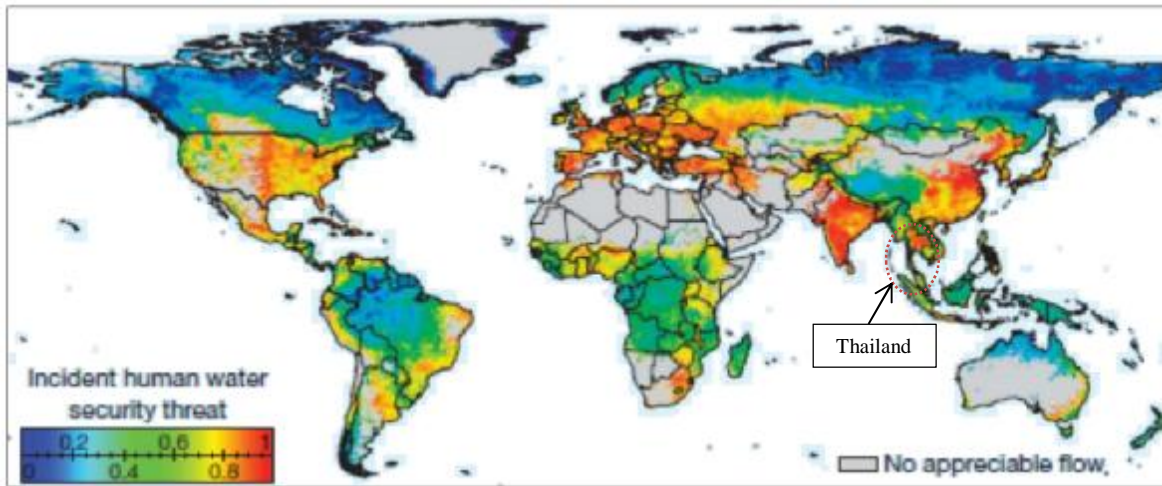 Thailand
Incident human water
security threat
0,2 0,6 1
0 0.4 0.8
No appreciable flow